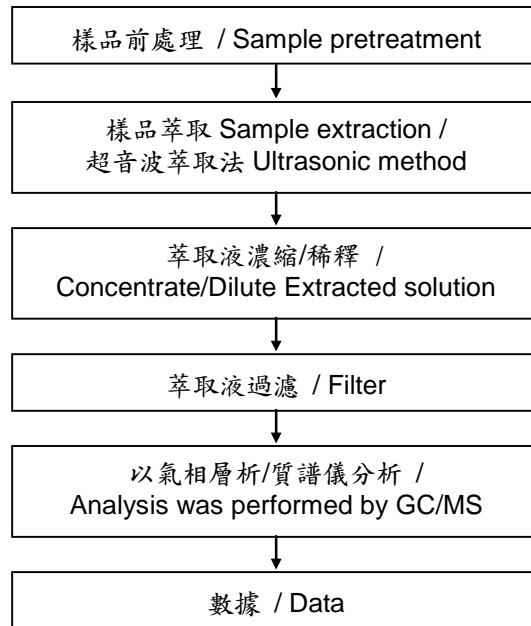 樣品前處理 / Sample pretreatment
樣品萃取 Sample extraction /
超音波萃取法 Ultrasonic method
萃取液濃縮/稀釋 /
Concentrate/Dilute Extracted solution
萃取液過濾 / Filter
以氣相層析/質譜儀分析 /
Analysis was performed by GC/MS
數據 / Data